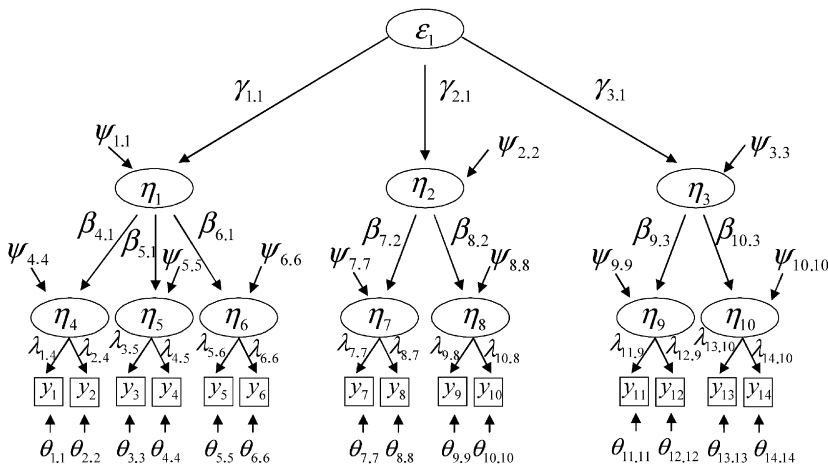 ε₁
γ₁.₁ γ₂.₁ γ₃.₁
ψ₁.₁ ψ₂.₂ ψ₃.₃
η₁ η₂ η₃
β₄.₁ β₅.₁ β₆.₁ β₇.₂ β₈.₂ β₉.₃ β₁₀.₃
ψ₄.₄ ψ₅.₅ ψ₆.₆ ψ₇.₇ ψ₈.₈ ψ₉.₉ ψ₁₀.₁₀
η₄ η₅ η₆ η₇ η₈ η₉ η₁₀
λ₁.₄ λ₂.₄ λ₃.₅ λ₄.₅ λ₅.₆ λ₆.₆ λ₇.₇ λ₈.₇ λ₉.₈ λ₁₀.₈ λ₁₁.₉ λ₁₂.₉ λ₁₃.₁₀ λ₁₄.₁₀
y₁ y₂ y₃ y₄ y₅ y₆ y₇ y₈ y₉ y₁₀ y₁₁ y₁₂ y₁₃ y₁₄
θ₁.₁ θ₂.₂ θ₃.₃ θ₄.₄ θ₅.₅ θ₆.₆ θ₇.₇ θ₈.₈ θ₉.₉ θ₁₀.₁₀ θ₁₁.₁₁ θ₁₂.₁₂ θ₁₃.₁₃ θ₁₄.₁₄